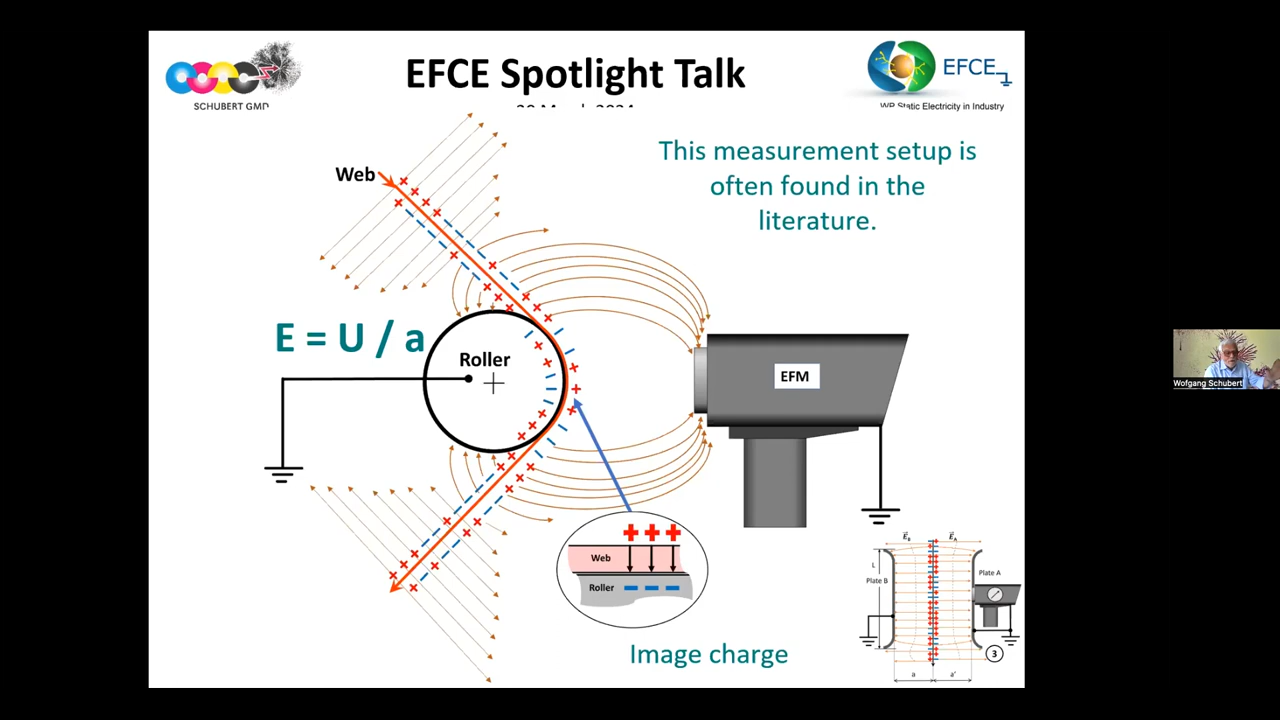 EFCE Spotlight Talk
SCHUBERT GMD
EFCE
WP Static Electricity in Industry
This measurement setup is
often found in the
literature.
Web
E = U / a
Roller
EFM
Web
Roller
Image charge
L
Plate B
Plate A
3
a
a'
Wofgang Schubert